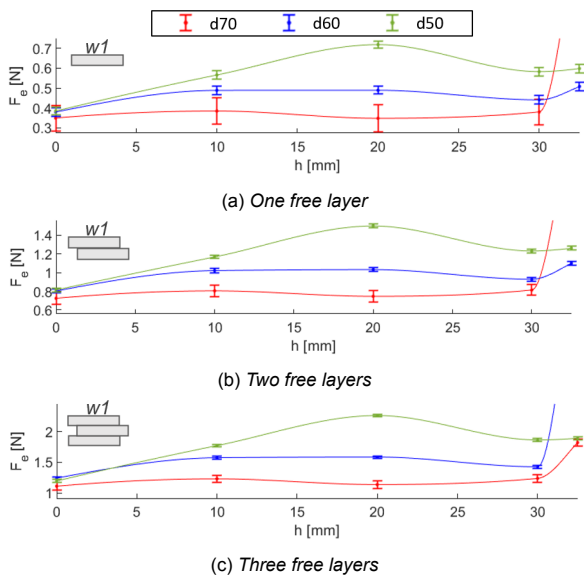 d70 d60 d50
w1
F_e [N]
0.7
0.6
0.5
0.4
0.3
0 5 10 15 20 25 30
h [mm]
(a) One free layer
w1
F_e [N]
1.4
1.2
1
0.8
0.6
0 5 10 15 20 25 30
h [mm]
(b) Two free layers
w1
F_e [N]
2
1.5
1
0 5 10 15 20 25 30
h [mm]
(c) Three free layers